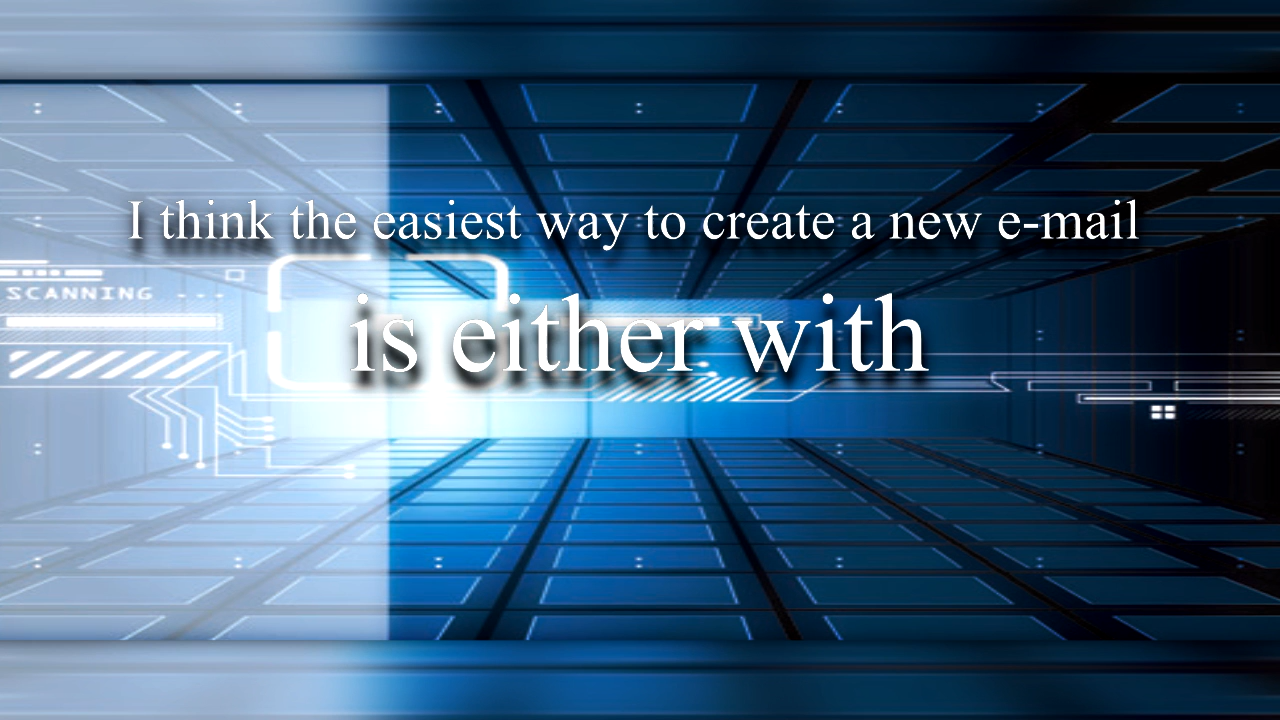 I think the easiest way to create a new e-mail
SCANNING ...
is either with